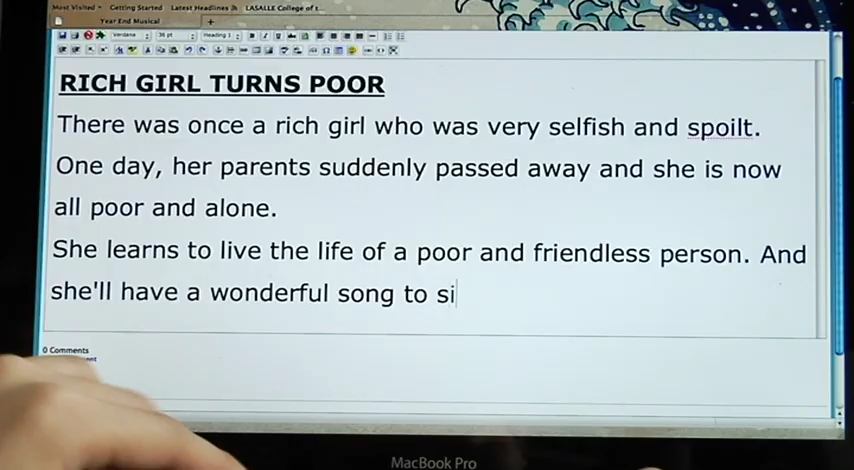 Most Visited Getting Started Latest Headlines LASALLE College of t...
Year End Musical +
Verdana 36 pt Heading 1
RICH GIRL TURNS POOR
There was once a rich girl who was very selfish and spoilt.
One day, her parents suddenly passed away and she is now
all poor and alone.
She learns to live the life of a poor and friendless person. And
she'll have a wonderful song to si
0 Comments
MacBook Pro